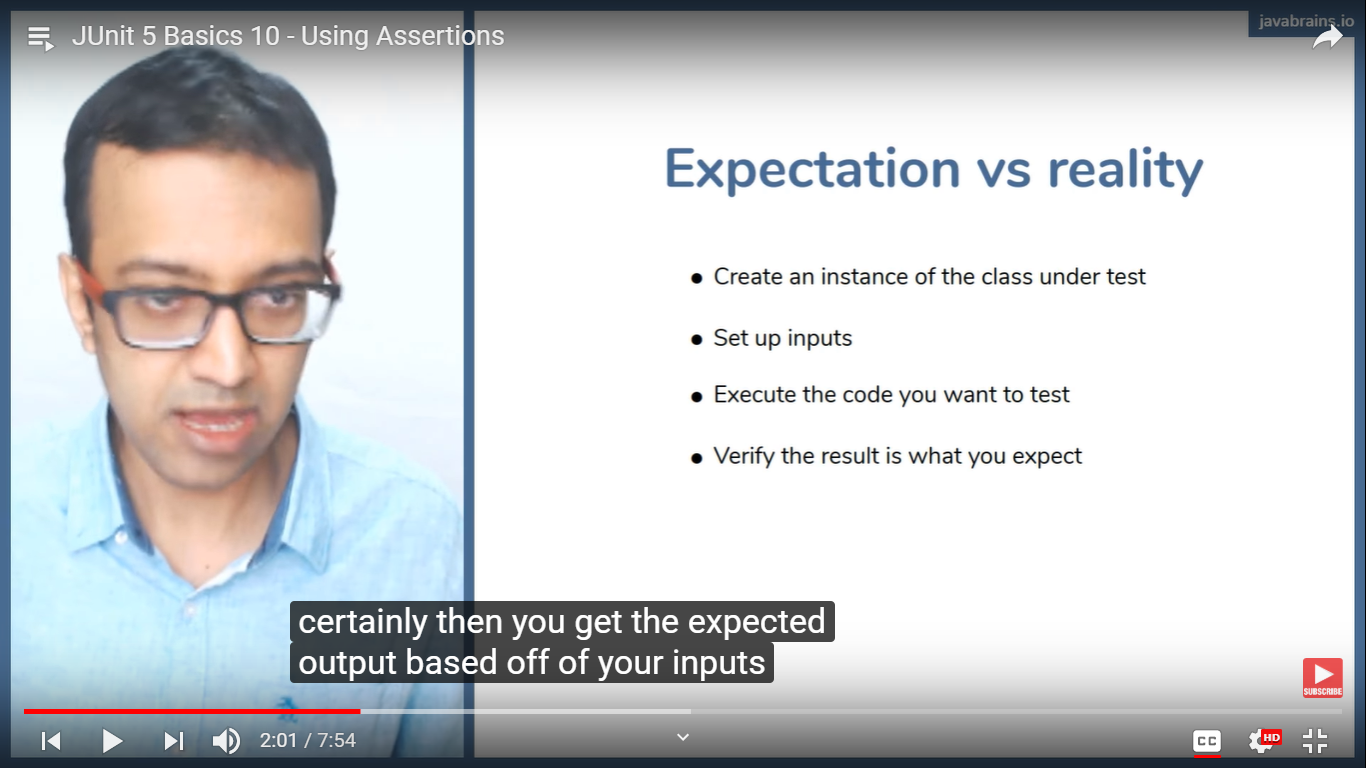 javabrains.io
JUnit 5 Basics 10 - Using Assertions
Expectation vs reality
● Create an instance of the class under test
● Set up inputs
● Execute the code you want to test
● Verify the result is what you expect
certainly then you get the expected
output based off of your inputs
SUBSCRIBE
2:01 / 7:54
CC
HD